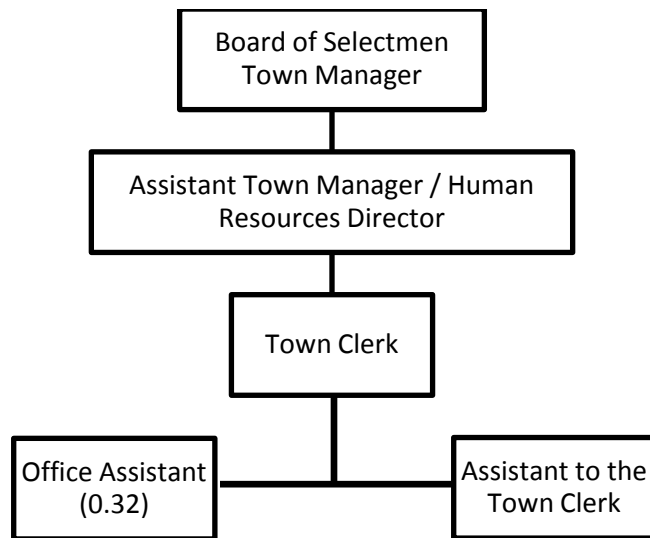 Board of Selectmen
Town Manager
Assistant Town Manager / Human
Resources Director
Town Clerk
Office Assistant
(0.32)
Assistant to the
Town Clerk